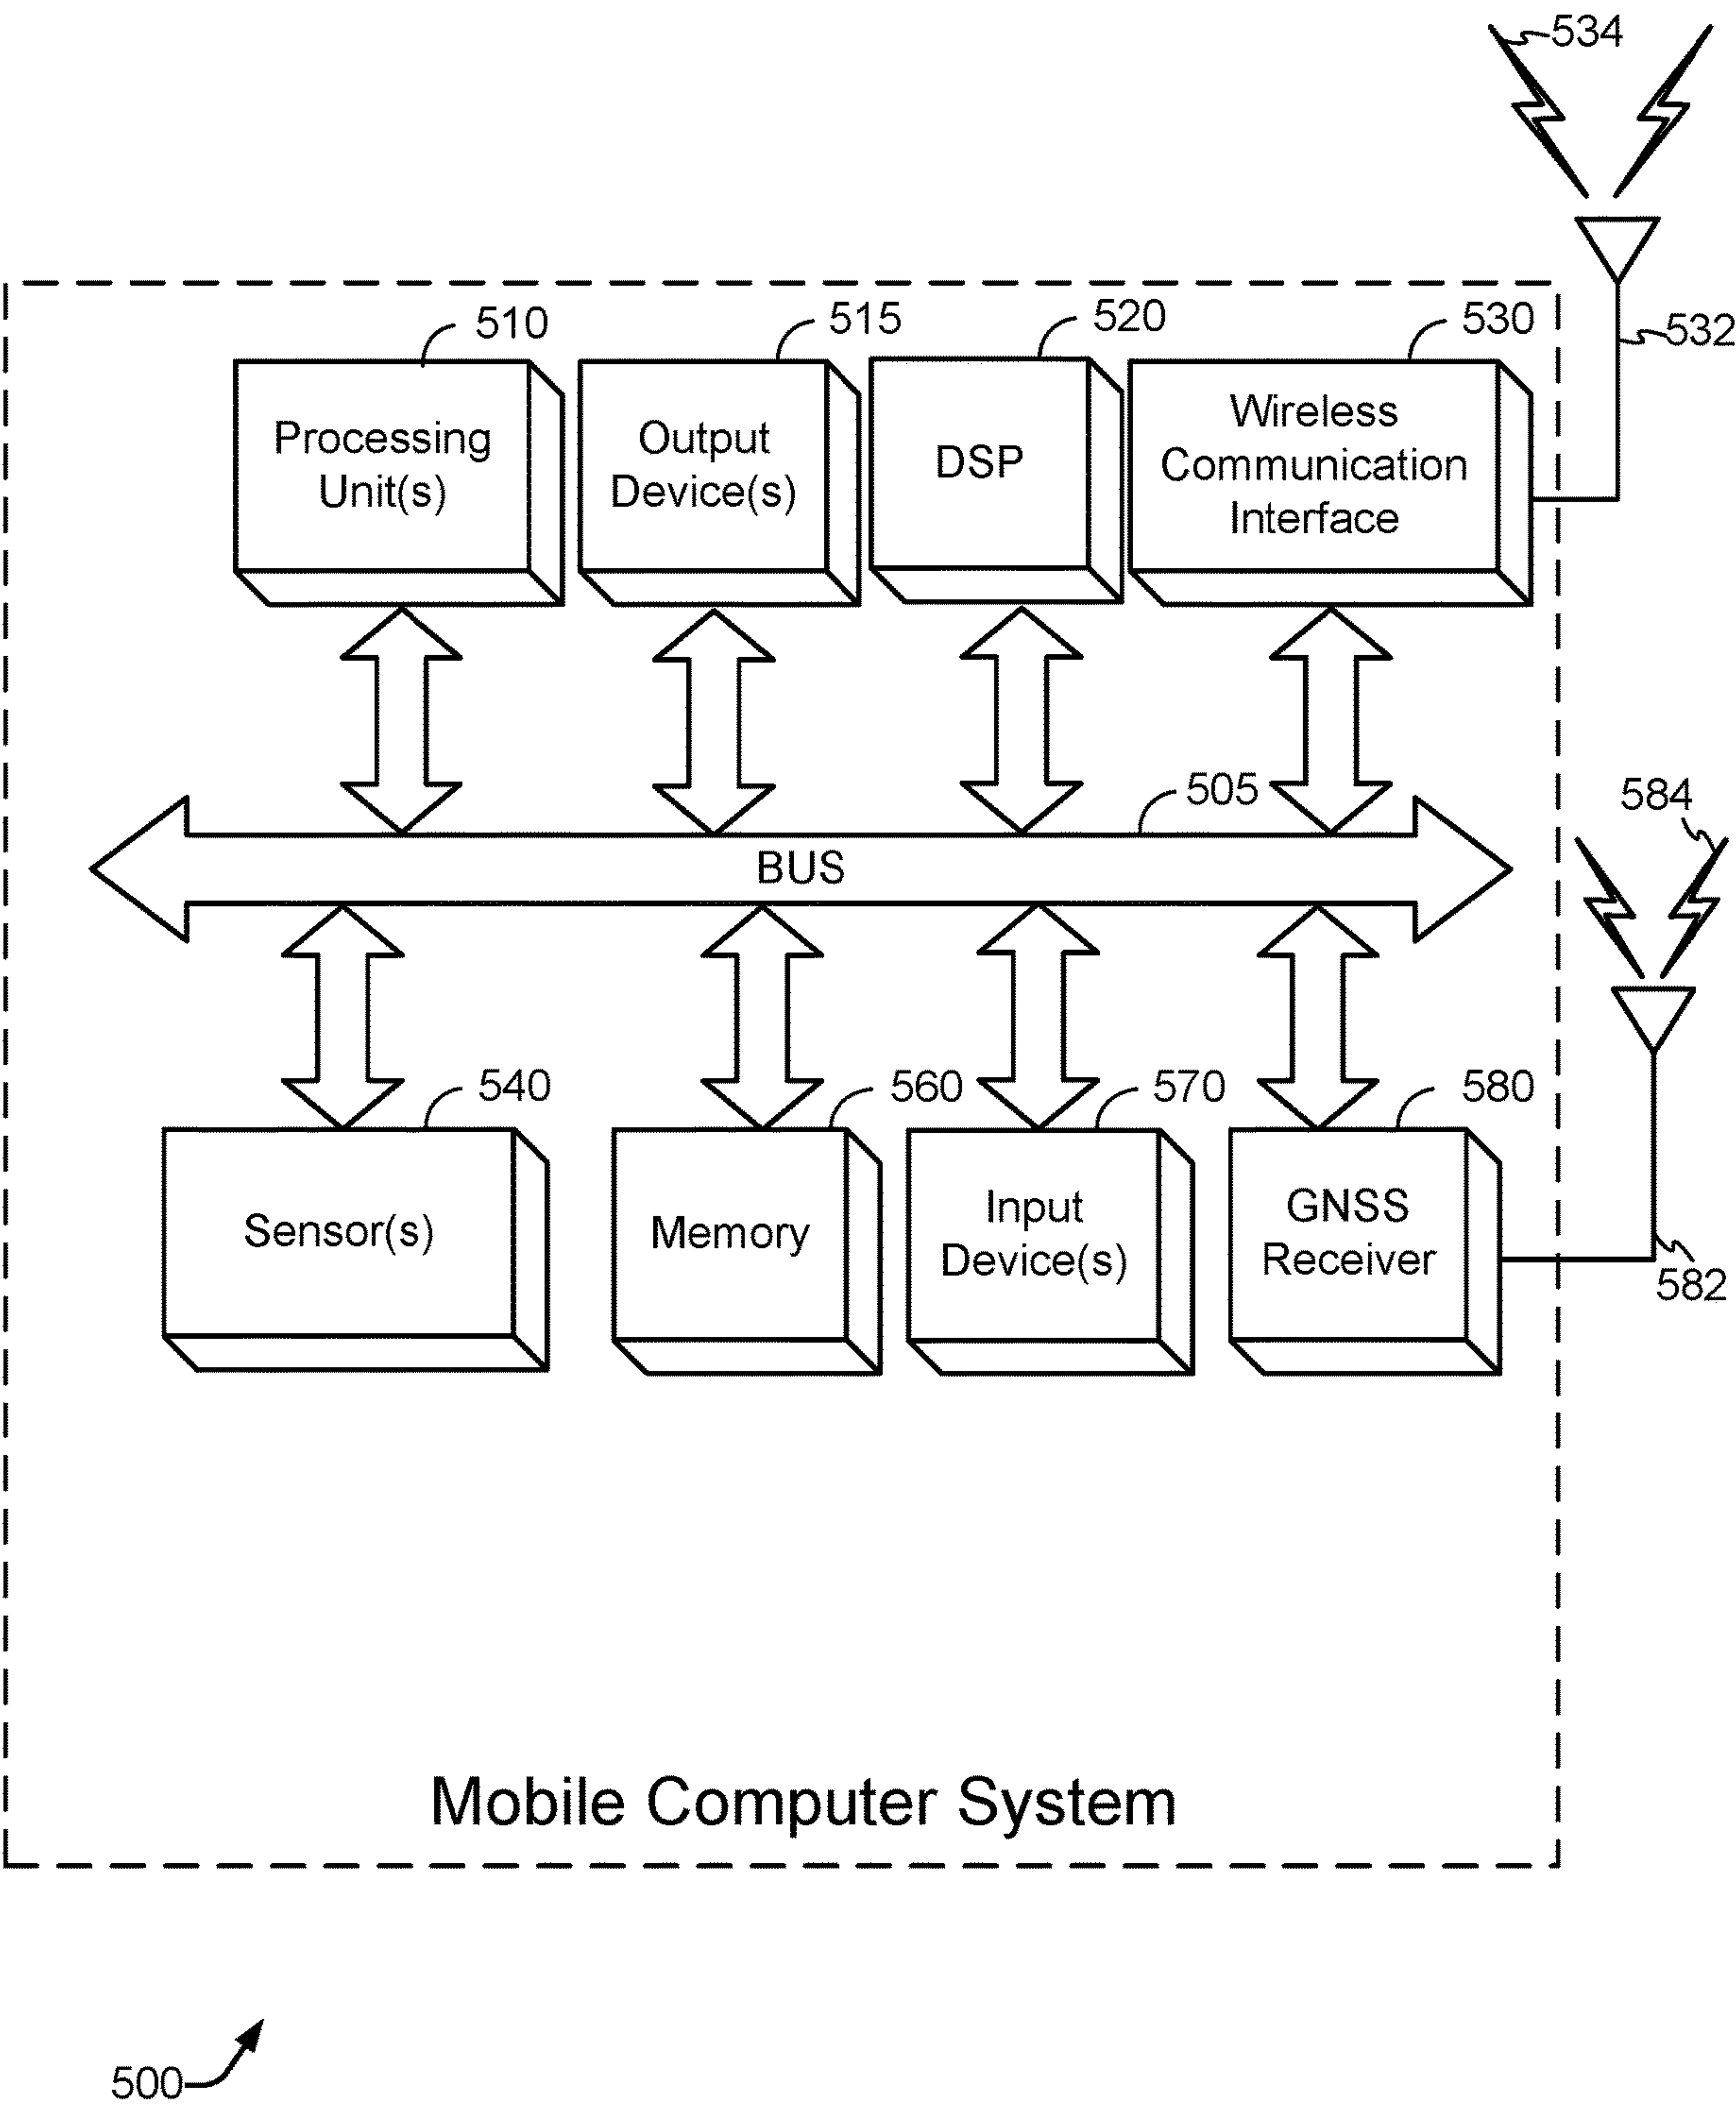 534
532
510
515
520
530
Processing
Unit(s)
Output
Device(s)
DSP
Wireless
Communication
Interface
505
BUS
584
582
540
560
570
580
Sensor(s)
Memory
Input
Device(s)
GNSS
Receiver
Mobile Computer System
500